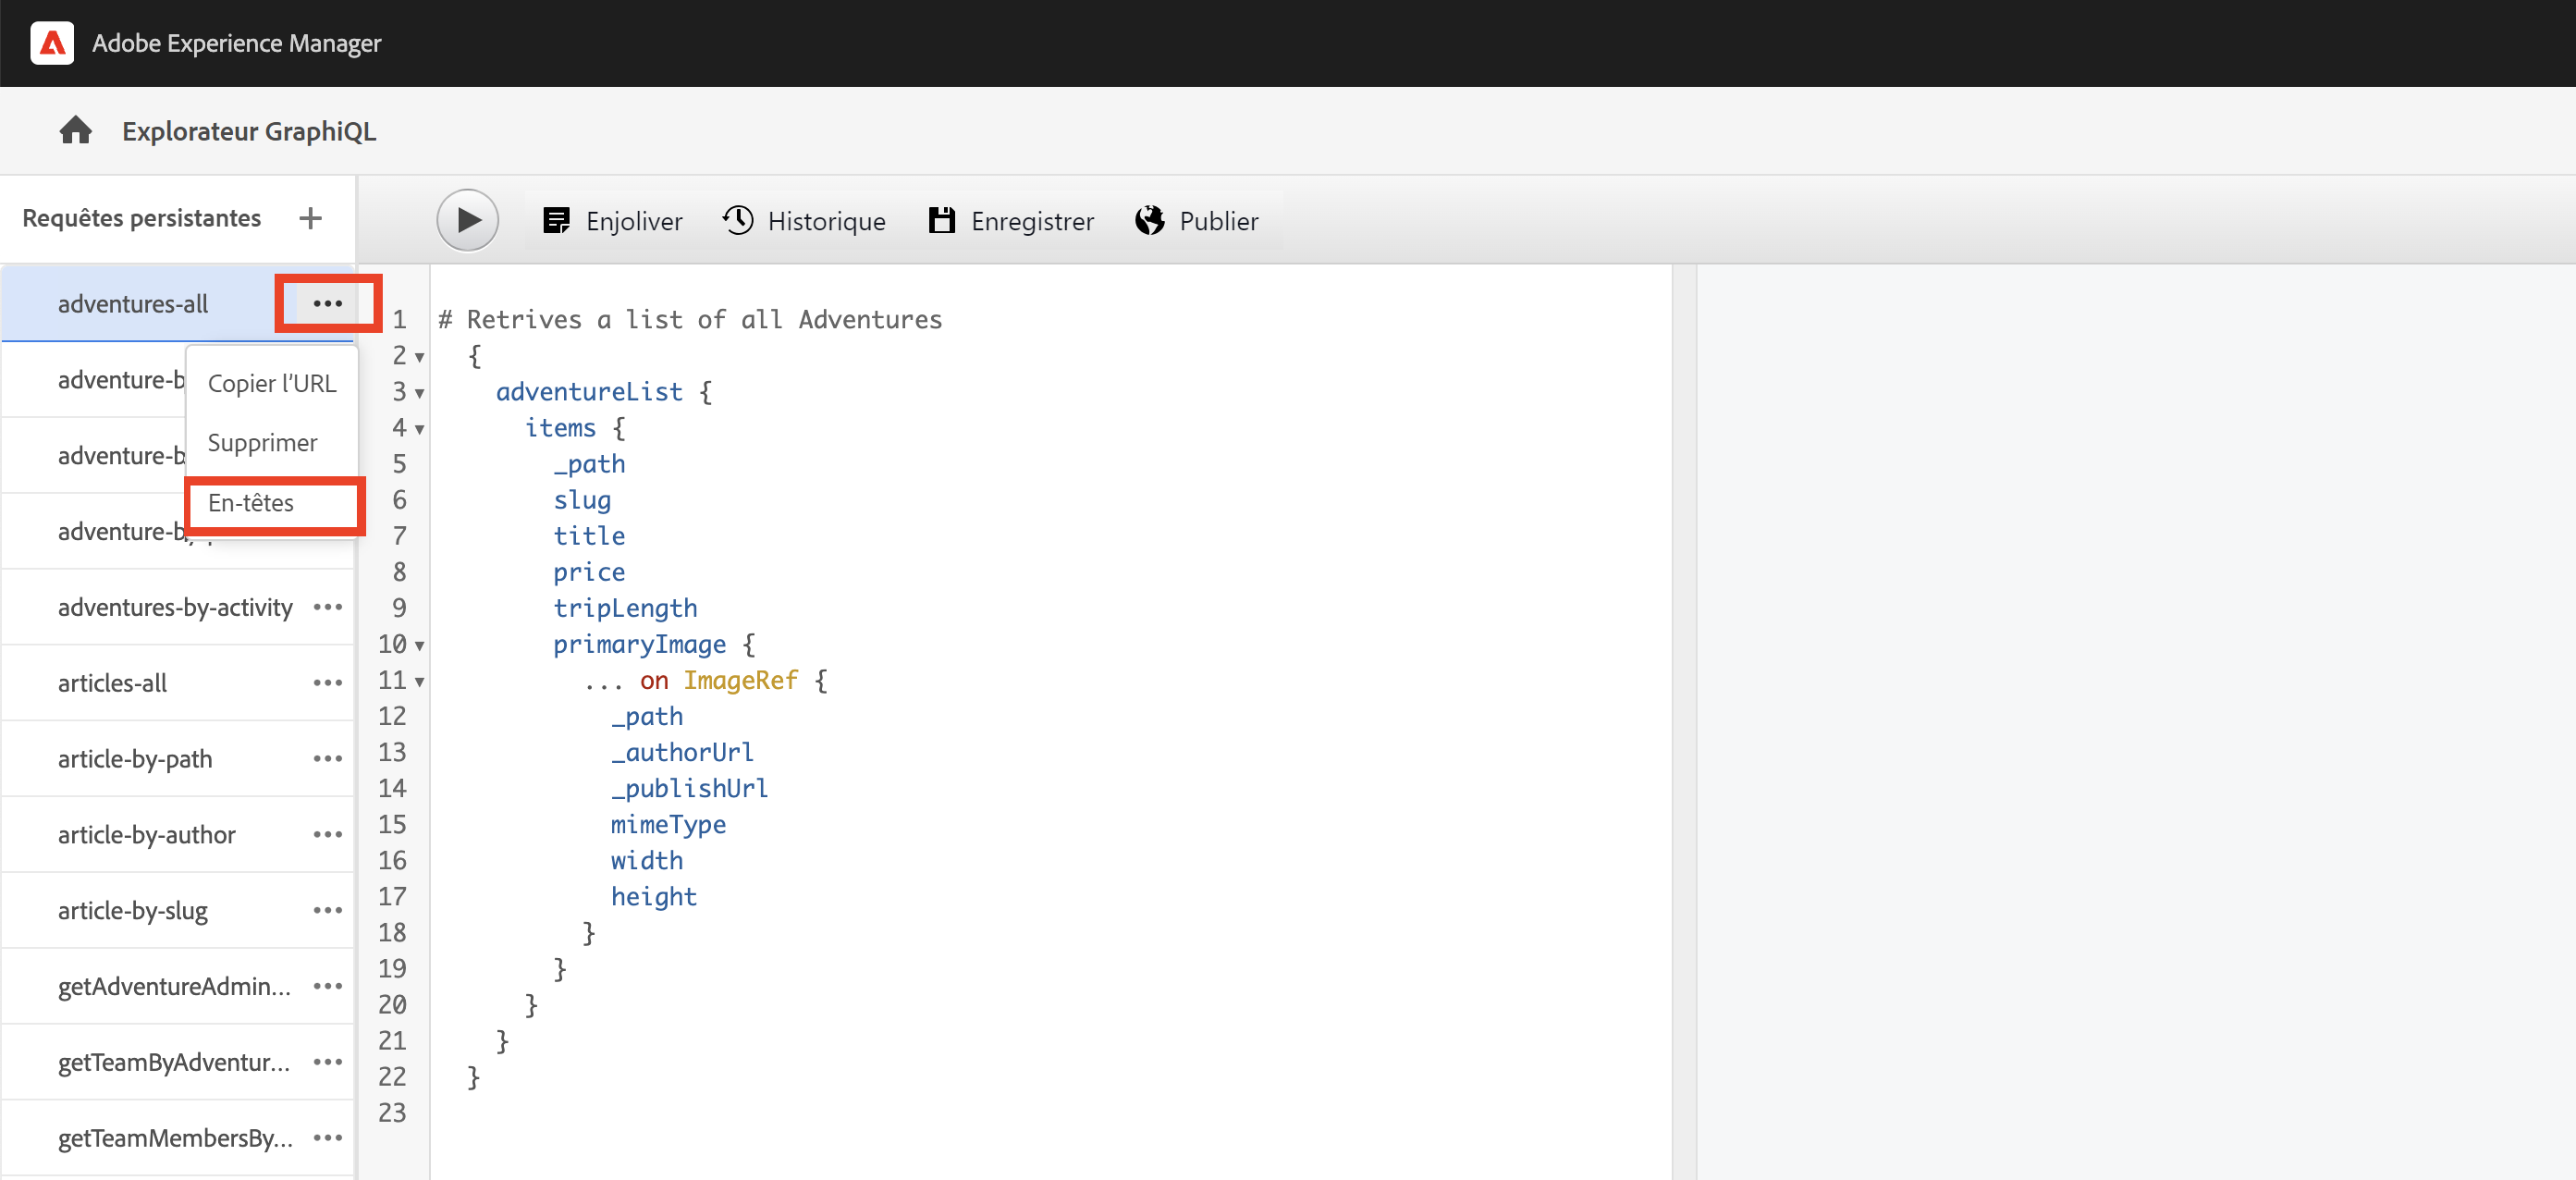 Adobe Experience Manager
Explorateur GraphiQL
Requêtes persistantes
Enjoliver
Historique
Enregistrer
Publier
adventures-all
Copier l'URL
Supprimer
En-têtes
adventure-b
adventure-b
adventure-b
adventures-by-activity
articles-all
article-by-path
article-by-author
article-by-slug
getAdventureAdmin...
getTeamByAdventur...
getTeamMembersBy...
1 # Retrives a list of all Adventures
2 {
3 adventureList {
4 items {
5 _path
6 slug
7 title
8 price
9 tripLength
10 primaryImage {
11 ... on ImageRef {
12 _path
13 _authorUrl
14 _publishUrl
15 mimeType
16 width
17 height
18 }
19 }
20 }
21 }
22 }
23